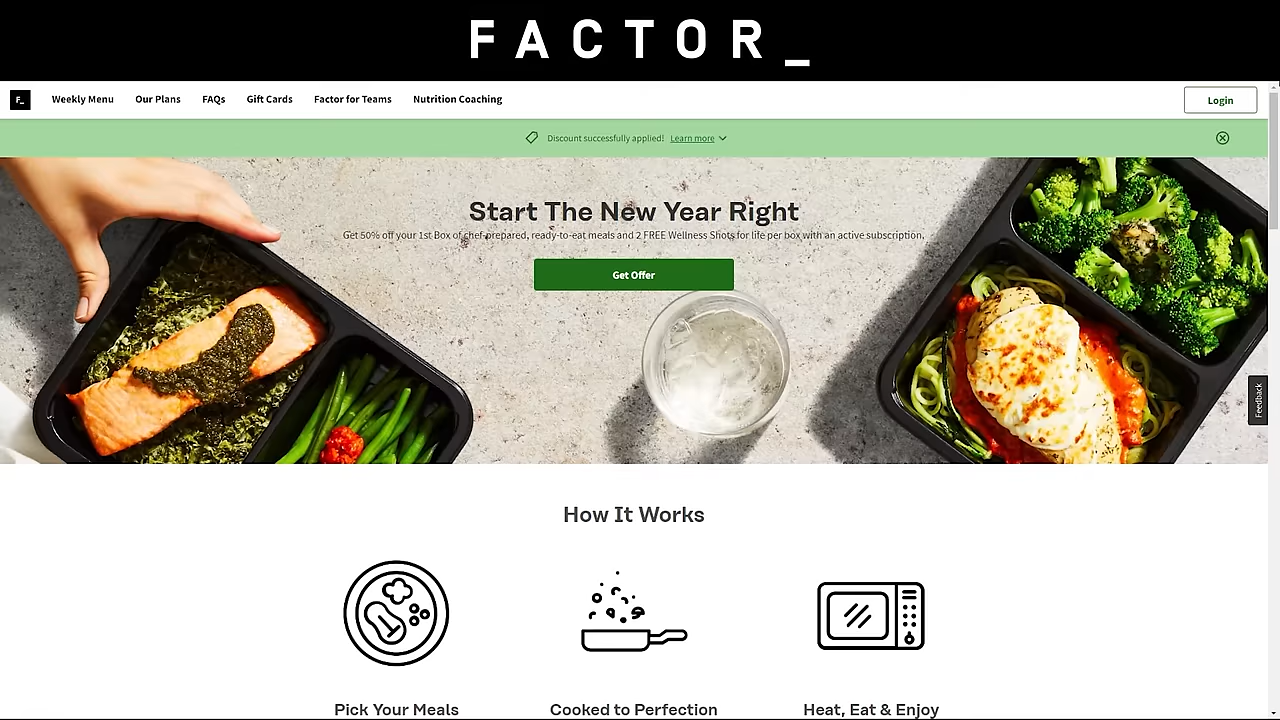 FACTOR_
F_
Weekly Menu
Our Plans
FAQs
Gift Cards
Factor for Teams
Nutrition Coaching
Login
Discount successfully applied! Learn more
Start The New Year Right
Get 50% off your 1st Box of chef-prepared, ready-to-eat meals and 2 FREE Wellness Shots for life per box with an active subscription.
Get Offer
Feedback
How It Works
Pick Your Meals
Cooked to Perfection
Heat, Eat & Enjoy